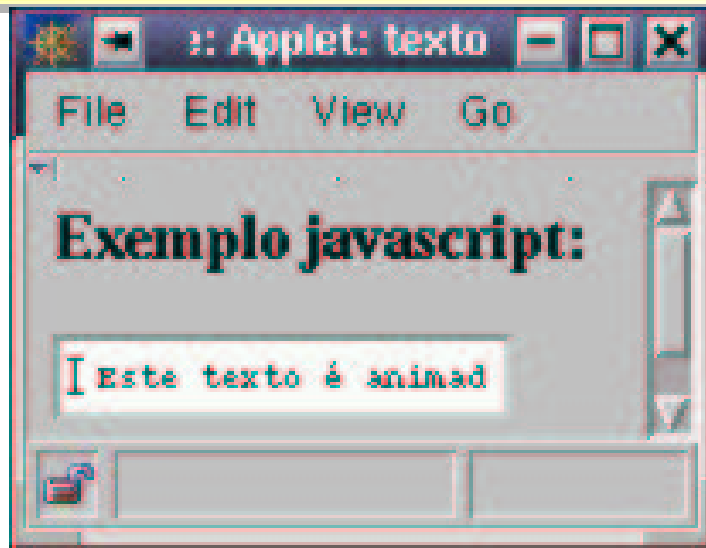 e: Applet: texto
File Edit View Go
Exemplo javascript:
Este texto é animad